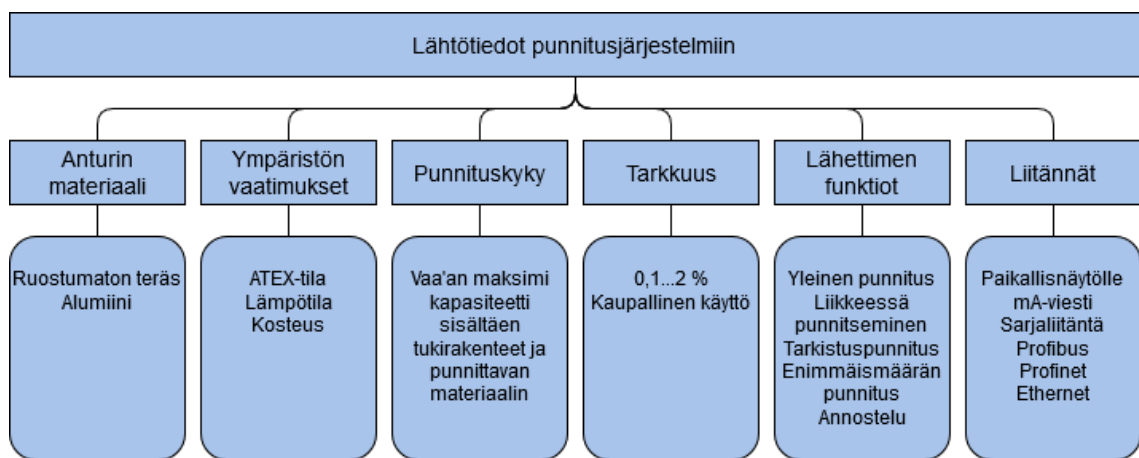 Lähtötiedot punnitusjärjestelmiin
Anturin
materiaali
Ympäristön
vaatimukset
Punnituskyky
Tarkkuus
Lähettimen
funktiot
Liitännät
Ruostumaton teräs
Alumiini
ATEX-tila
Lämpötila
Kosteus
Vaa'an maksimi
kapasiteetti
sisältäen
tukirakenteet ja
punnittavan
materiaalin
0,1...2 %
Kaupallinen käyttö
Yleinen punnitus
Liikkeessä
punnitseminen
Tarkistuspunnitus
Enimmäismäärän
punnitus
Annostelu
Paikallisnäytölle
mA-viesti
Sarjaliitäntä
Profibus
Profinet
Ethernet